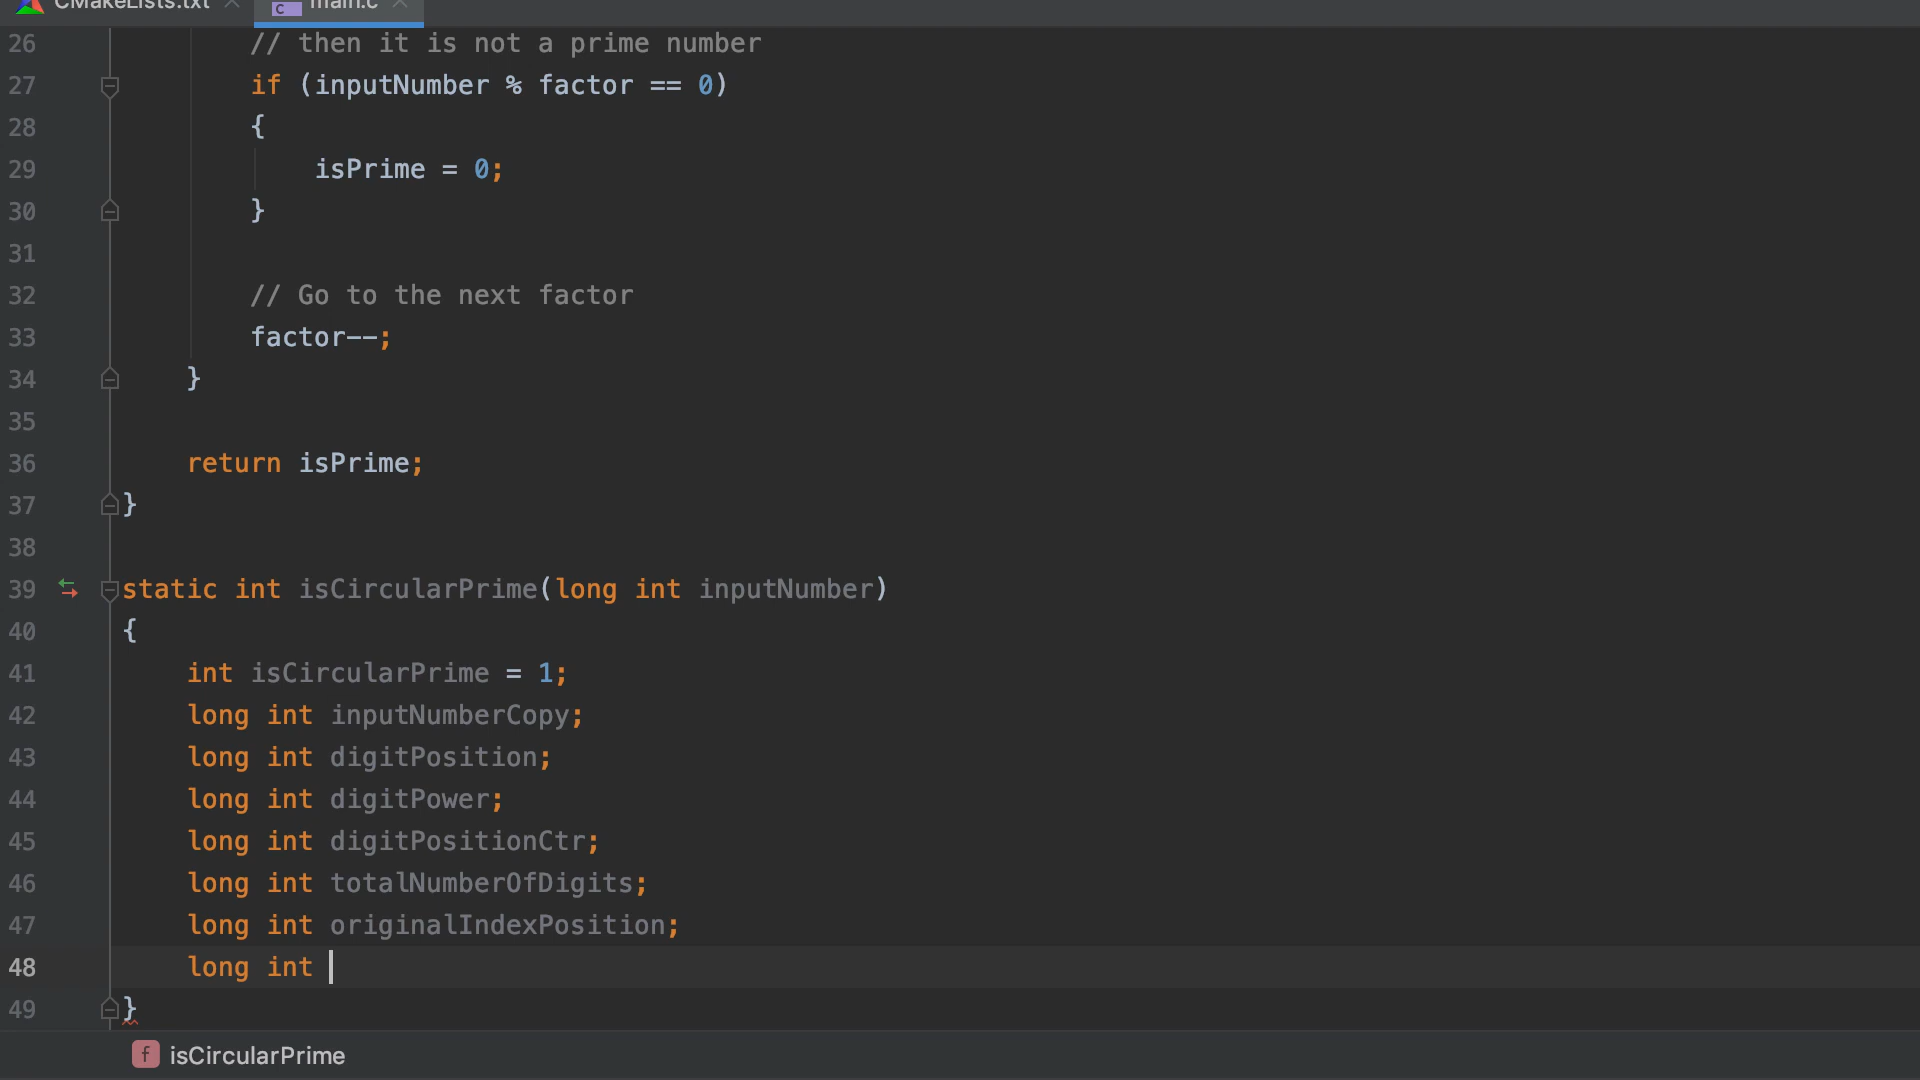 CMakeLists.txt main.c
26 // then it is not a prime number
27 if (inputNumber % factor == 0)
28 {
29 isPrime = 0;
30 }
31
32 // Go to the next factor
33 factor--;
34 }
35
36 return isPrime;
37 }
38
39 static int isCircularPrime(long int inputNumber)
40 {
41 int isCircularPrime = 1;
42 long int inputNumberCopy;
43 long int digitPosition;
44 long int digitPower;
45 long int digitPositionCtr;
46 long int totalNumberOfDigits;
47 long int originalIndexPosition;
48 long int
49 }
f isCircularPrime